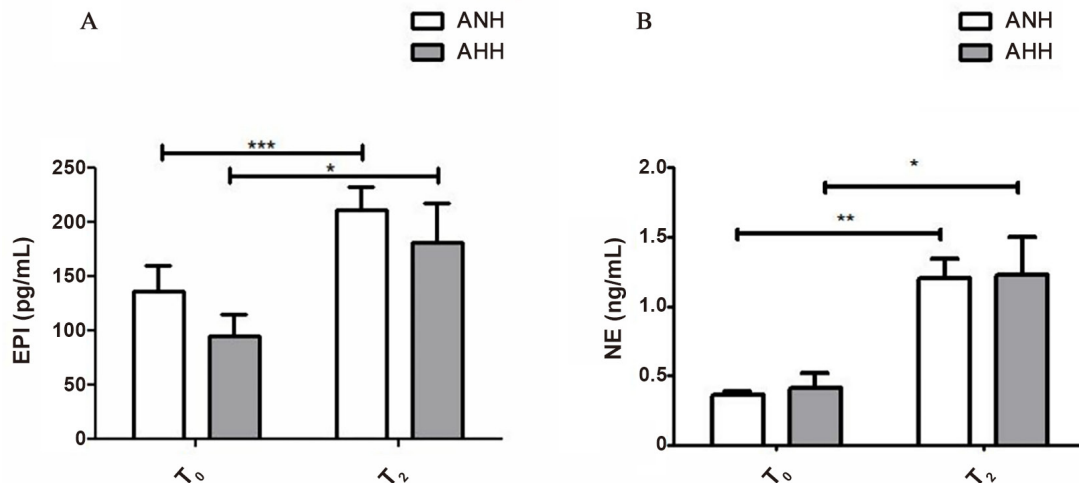 A
ANH
AHH
***
*
250
200
150
100
50
0
EPI (pg/mL)
T₀
T₂
B
ANH
AHH
*
**
2.0
1.5
1.0
0.5
0
NE (ng/mL)
T₀
T₂